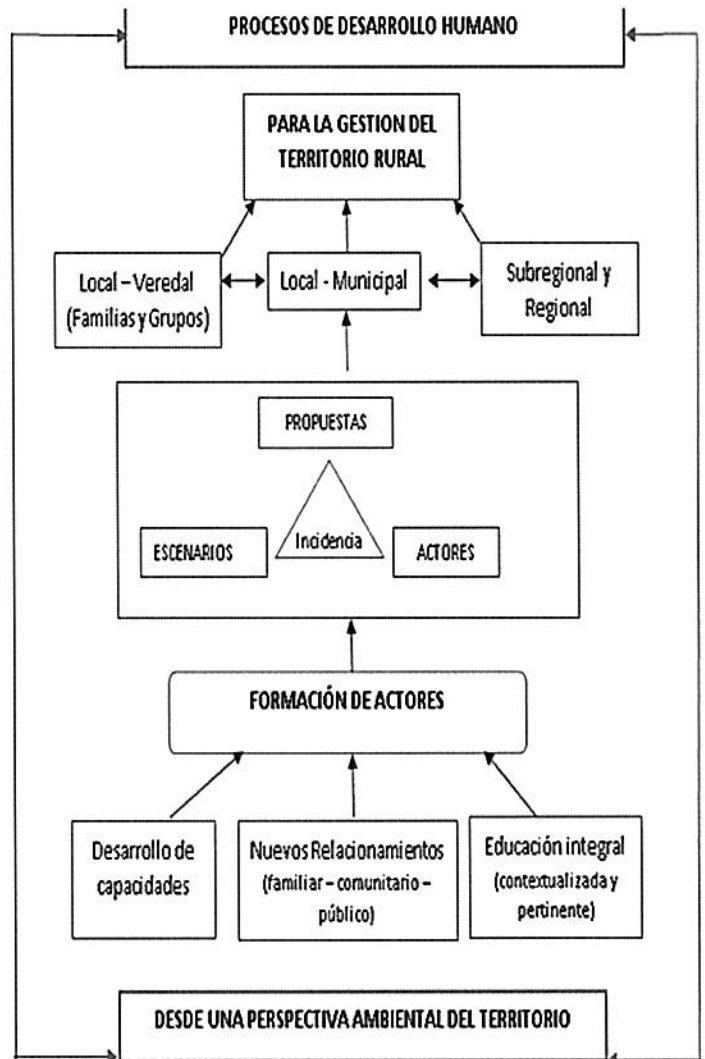 PROCESOS DE DESARROLLO HUMANO
PARA LA GESTION DEL
TERRITORIO RURAL
Local – Veredal
(Familias y Grupos)
Local - Municipal
Subregional y
Regional
PROPUESTAS
Incidencia
ESCENARIOS
ACTORES
FORMACIÓN DE ACTORES
Desarrollo de
capacidades
Nuevos Relacionamientos
(familiar – comunitario –
público)
Educación integral
(contextualizada y
pertinente)
DESDE UNA PERSPECTIVA AMBIENTAL DEL TERRITORIO